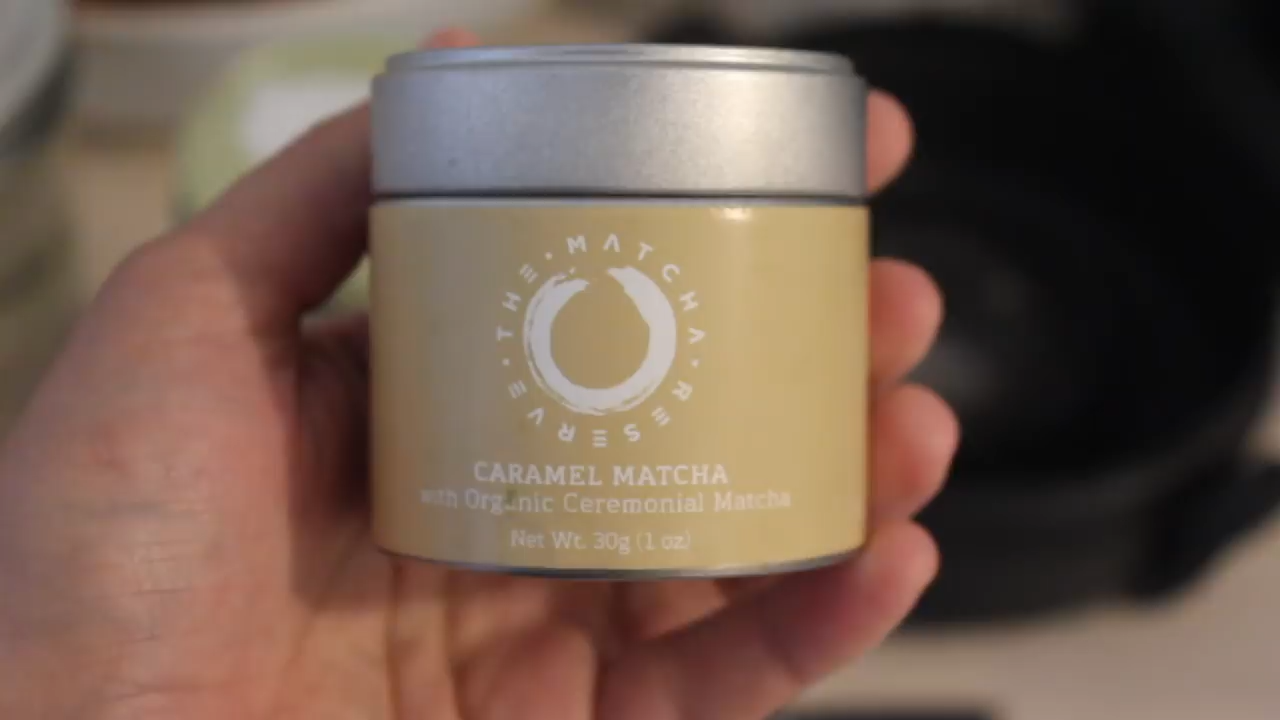 THE · MATCHA · RESERVE ·
CARAMEL MATCHA
with Organic Ceremonial Matcha
Net Wt. 30g (1 oz)